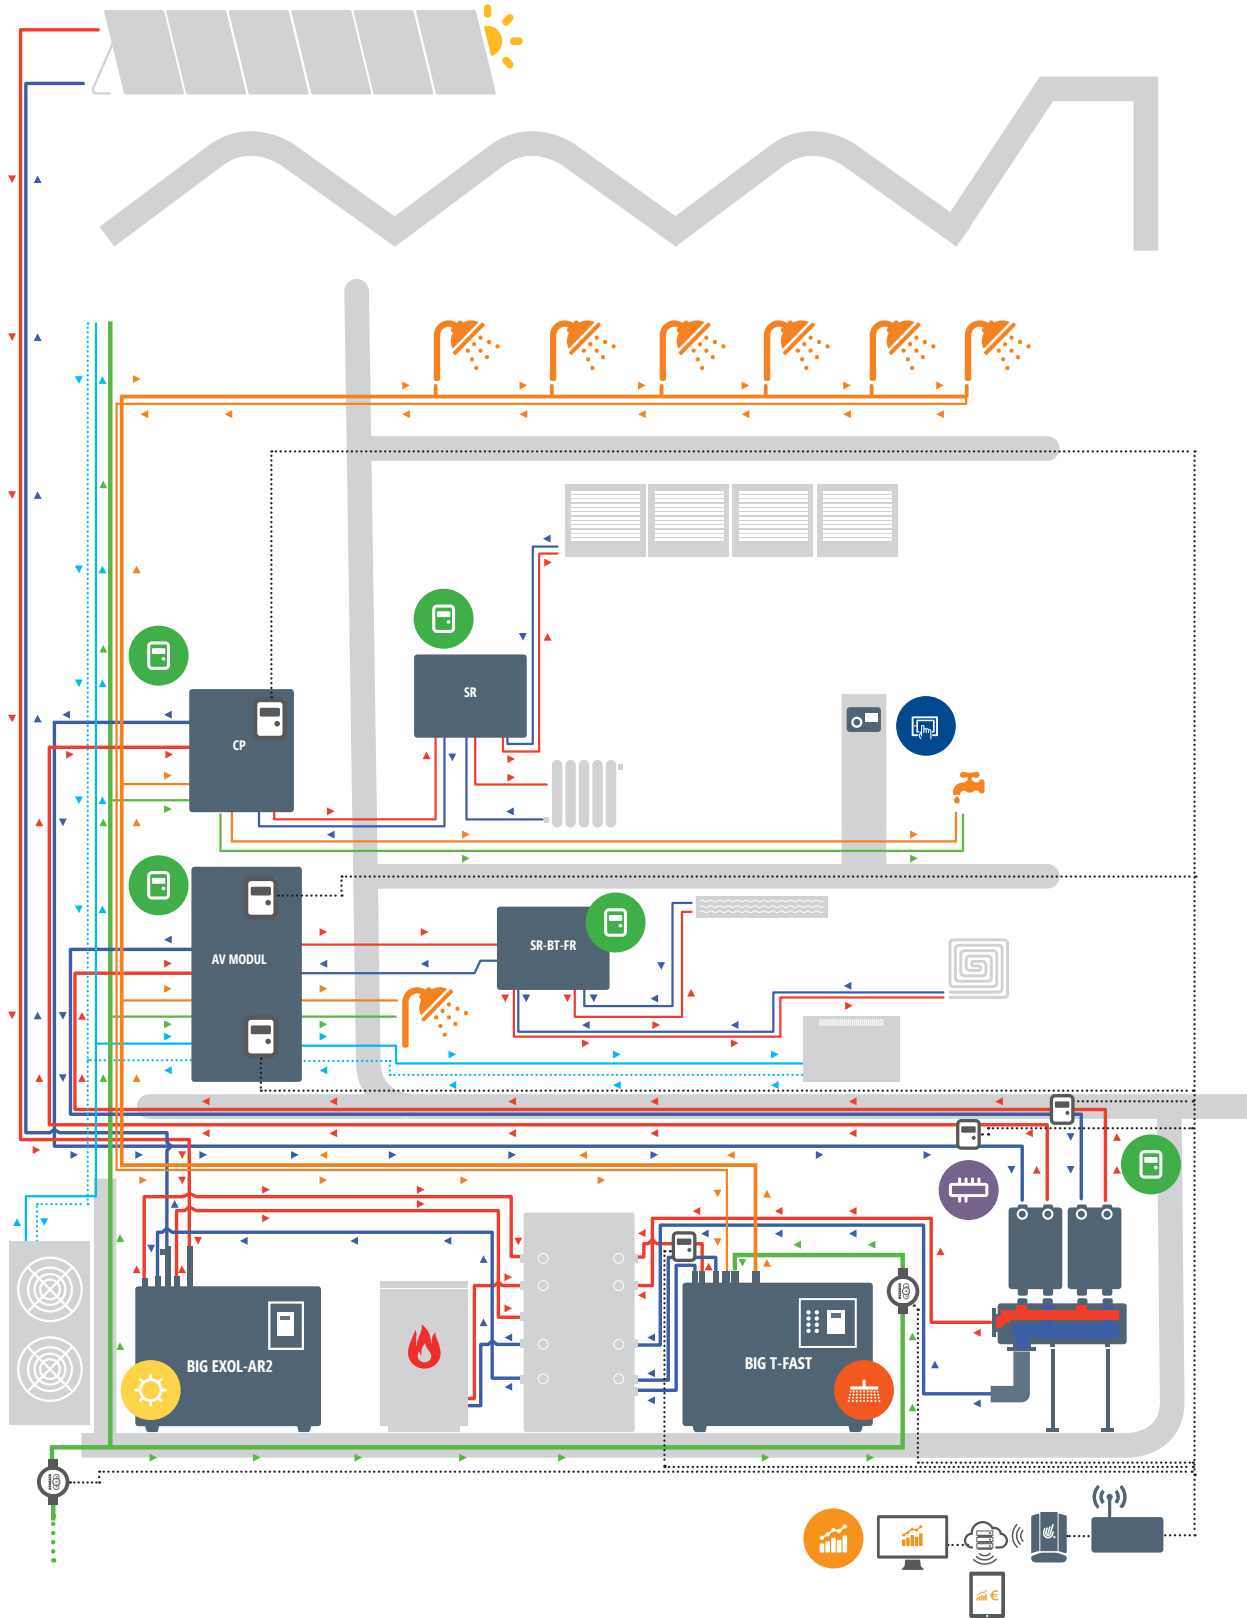 SR
CP
SR-BT-FR
AV MODUL
BIG EXOL-AR2
BIG T-FAST
€